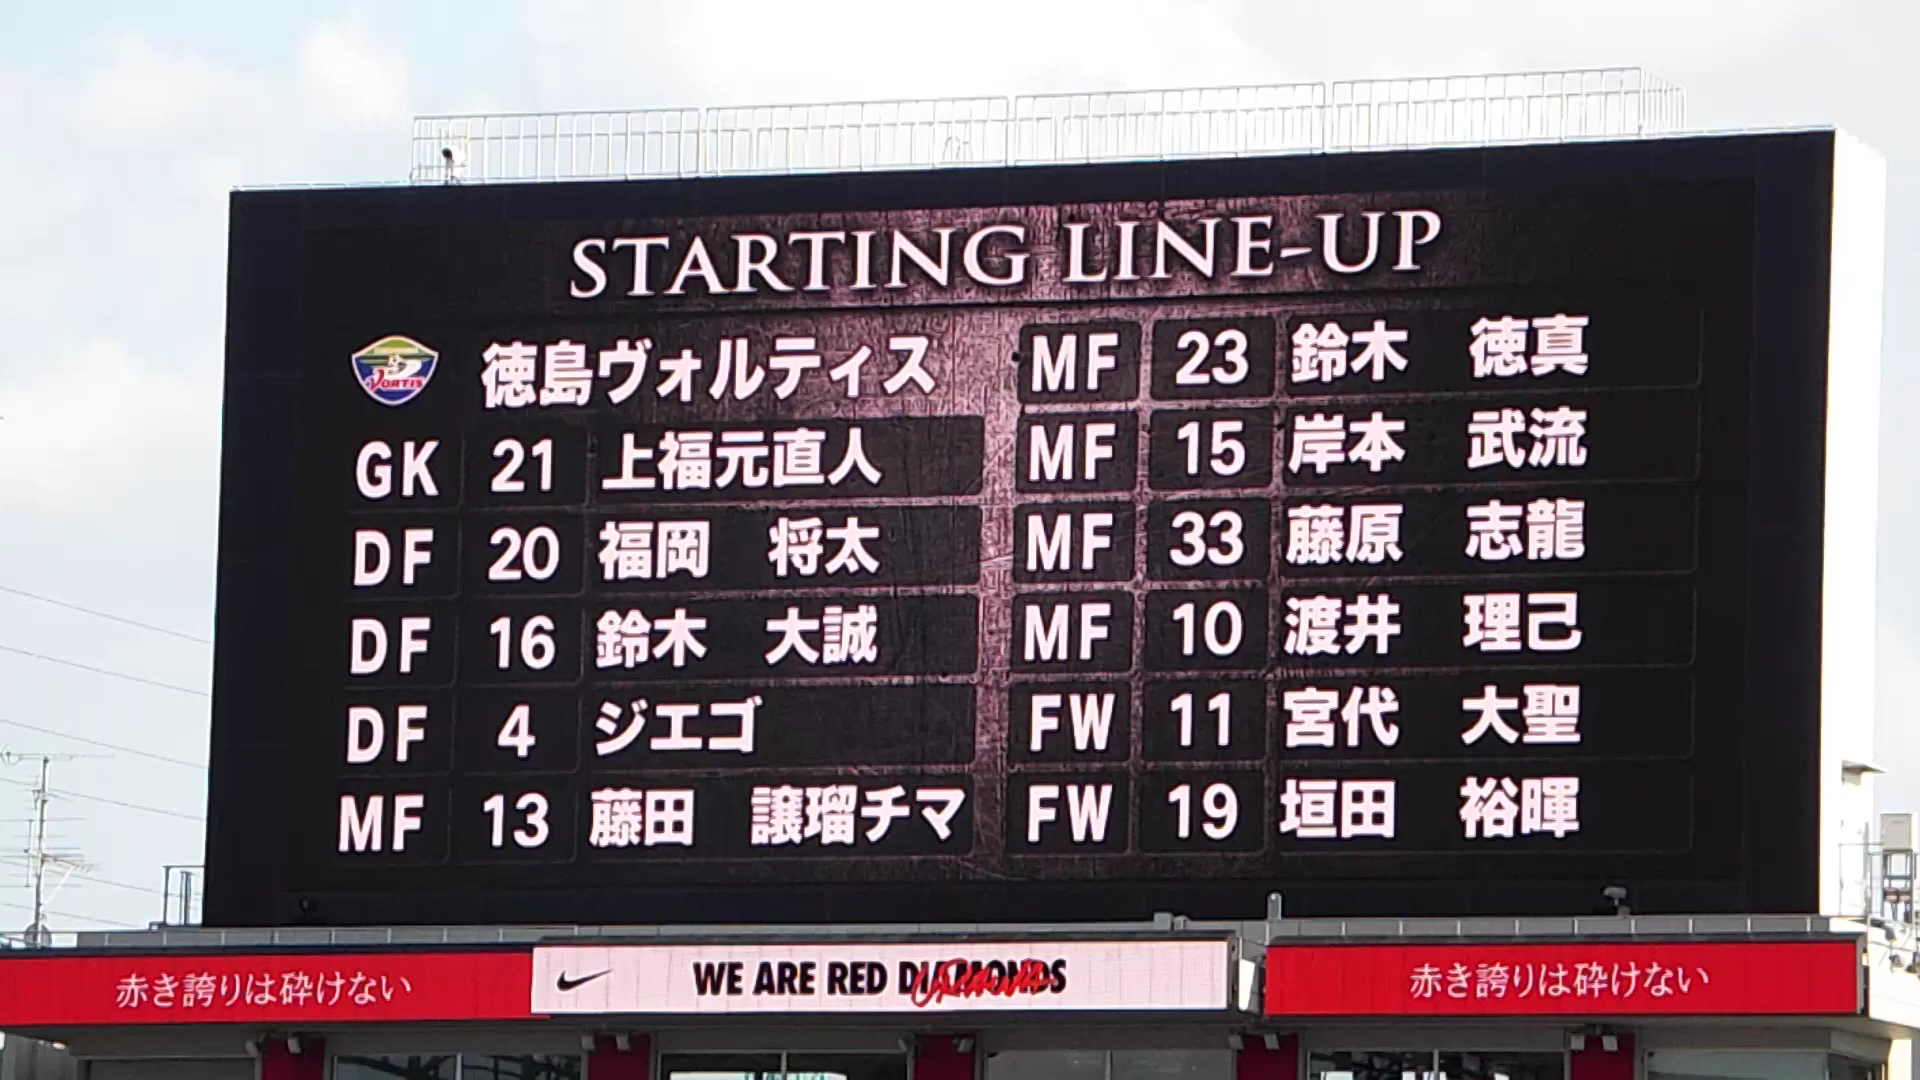 STARTING LINE-UP
VORTIS 徳島ヴォルティス
GK 21 上福元直人
DF 20 福岡 将太
DF 16 鈴木 大誠
DF 4 ジエゴ
MF 13 藤田 譲瑠チマ
MF 23 鈴木 徳真
MF 15 岸本 武流
MF 33 藤原 志龍
MF 10 渡井 理己
FW 11 宮代 大聖
FW 19 垣田 裕暉
赤き誇りは砕けない
WE ARE RED DIAMONDS
赤き誇りは砕けない